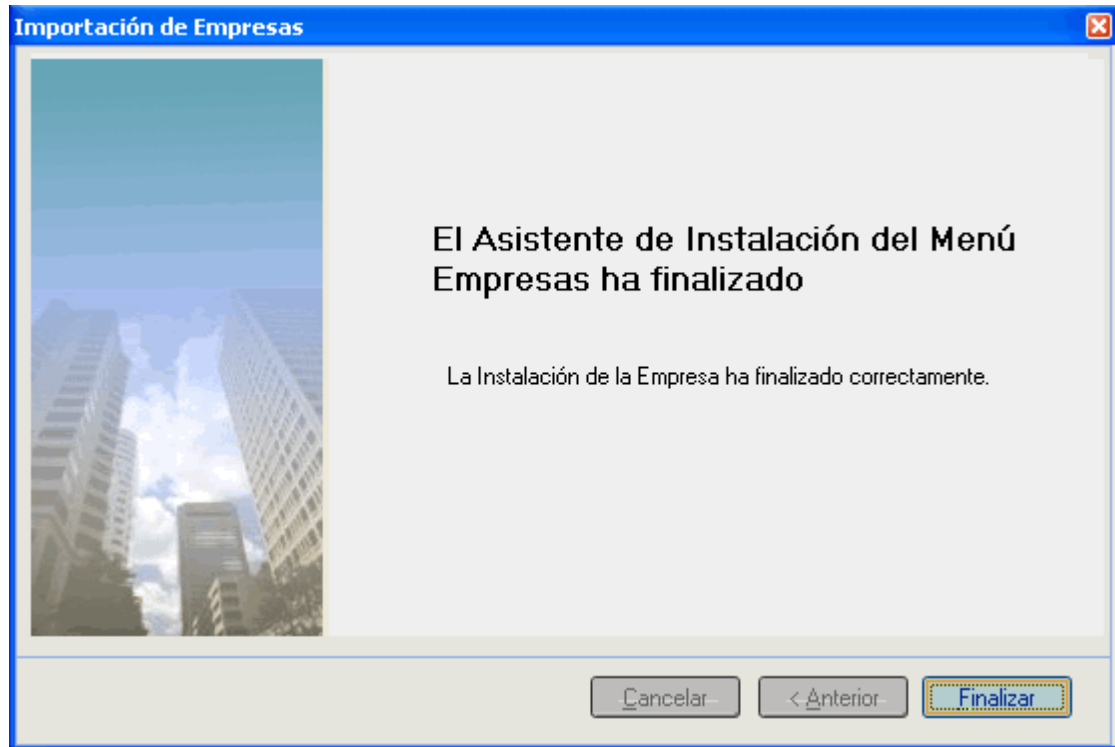 Importación de Empresas
El Asistente de Instalación del Menú
Empresas ha finalizado
La Instalación de la Empresa ha finalizado correctamente.
Cancelar
< Anterior
Finalizar